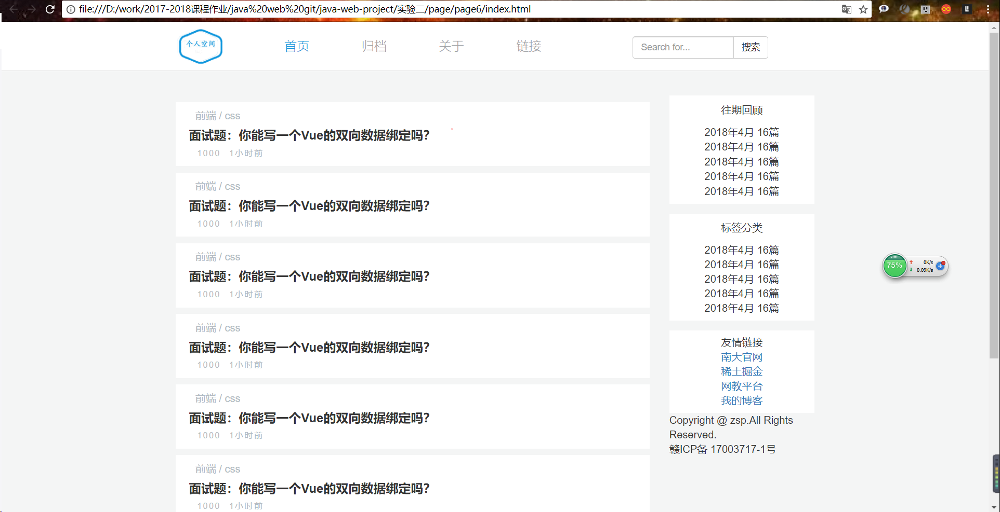 file:///D:/work/2017-2018课程作业/java%20web%20git/java-web-project/实验二/page/page6/index.html
个人空间
首页
归档
关于
链接
Search for...
搜索
前端 / css
面试题：你能写一个Vue的双向数据绑定吗？
1000 1小时前
前端 / css
面试题：你能写一个Vue的双向数据绑定吗？
1000 1小时前
前端 / css
面试题：你能写一个Vue的双向数据绑定吗？
1000 1小时前
前端 / css
面试题：你能写一个Vue的双向数据绑定吗？
1000 1小时前
前端 / css
面试题：你能写一个Vue的双向数据绑定吗？
1000 1小时前
前端 / css
面试题：你能写一个Vue的双向数据绑定吗？
1000 1小时前
往期回顾
2018年4月 16篇
2018年4月 16篇
2018年4月 16篇
2018年4月 16篇
2018年4月 16篇
标签分类
2018年4月 16篇
2018年4月 16篇
2018年4月 16篇
2018年4月 16篇
2018年4月 16篇
友情链接
南大官网
稀土掘金
网教平台
我的博客
Copyright @ zsp.All Rights
Reserved.
赣ICP备 17003717-1号
75%
0K/s
0.09K/s